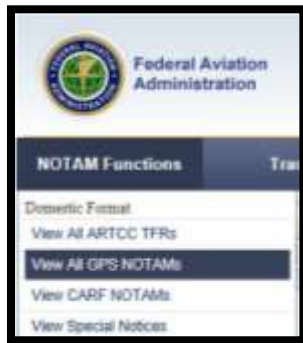 Federal Aviation
Administration
NOTAM Functions
Tra
Domestic Format
View All ARTCC TFRs
View All GPS NOTAMs
View CARF NOTAMs
View Special Notices